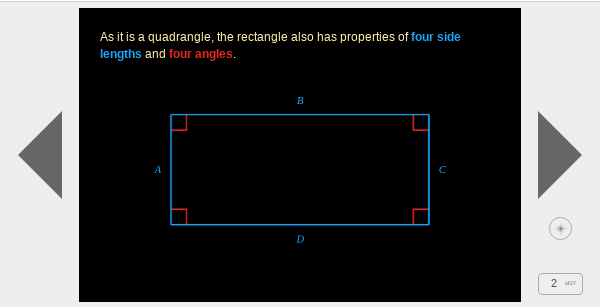 As it is a quadrangle, the rectangle also has properties of four side
lengths and four angles.
B
A
C
D
2 of 27